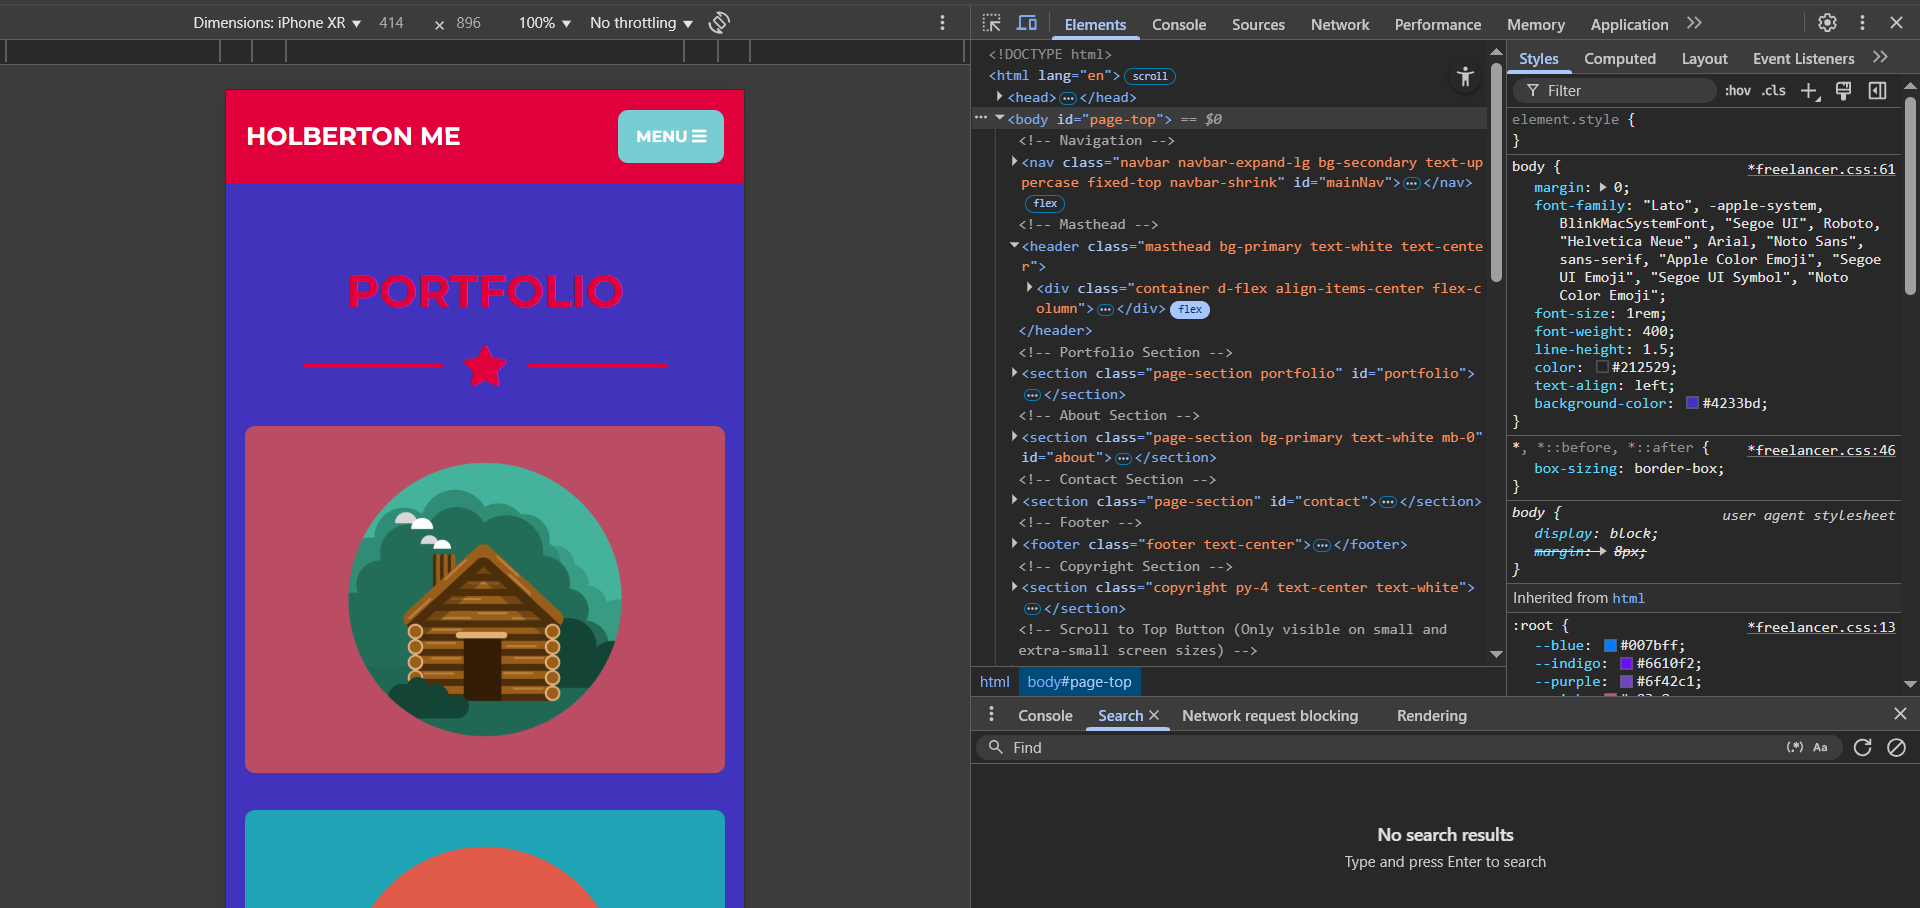 Dimensions: iPhone XR
414
×
896
100%
No throttling
HOLBERTON ME
MENU
PORTFOLIO
Elements
Console
Sources
Network
Performance
Memory
Application
<!DOCTYPE html>
<html lang="en"> scroll
<head> ··· </head>
··· <body id="page-top"> == $0
<!-- Navigation -->
<nav class="navbar navbar-expand-lg bg-secondary text-up
percase fixed-top navbar-shrink" id="mainNav"> ··· </nav>
flex
<!-- Masthead -->
<header class="masthead bg-primary text-white text-cente
r">
<div class="container d-flex align-items-center flex-c
olumn"> ··· </div> flex
</header>
<!-- Portfolio Section -->
<section class="page-section portfolio" id="portfolio">
··· </section>
<!-- About Section -->
<section class="page-section bg-primary text-white mb-0"
id="about"> ··· </section>
<!-- Contact Section -->
<section class="page-section" id="contact"> ··· </section>
<!-- Footer -->
<footer class="footer text-center"> ··· </footer>
<!-- Copyright Section -->
<section class="copyright py-4 text-center text-white">
··· </section>
<!-- Scroll to Top Button (Only visible on small and
extra-small screen sizes) -->
html
body#page-top
Styles
Computed
Layout
Event Listeners
Filter
:hov
.cls
element.style {
}
body {
*freelancer.css:61
margin: 0;
font-family: "Lato", -apple-system,
BlinkMacSystemFont, "Segoe UI", Roboto,
"Helvetica Neue", Arial, "Noto Sans",
sans-serif, "Apple Color Emoji", "Segoe
UI Emoji", "Segoe UI Symbol", "Noto
Color Emoji";
font-size: 1rem;
font-weight: 400;
line-height: 1.5;
color: #212529;
text-align: left;
background-color: #4233bd;
}
*, *::before, *::after {
*freelancer.css:46
box-sizing: border-box;
}
body {
user agent stylesheet
display: block;
margin: 8px;
}
Inherited from html
:root {
*freelancer.css:13
--blue: #007bff;
--indigo: #6610f2;
--purple: #6f42c1;
Console
Search
Network request blocking
Rendering
Find
(.*)
Aa
No search results
Type and press Enter to search